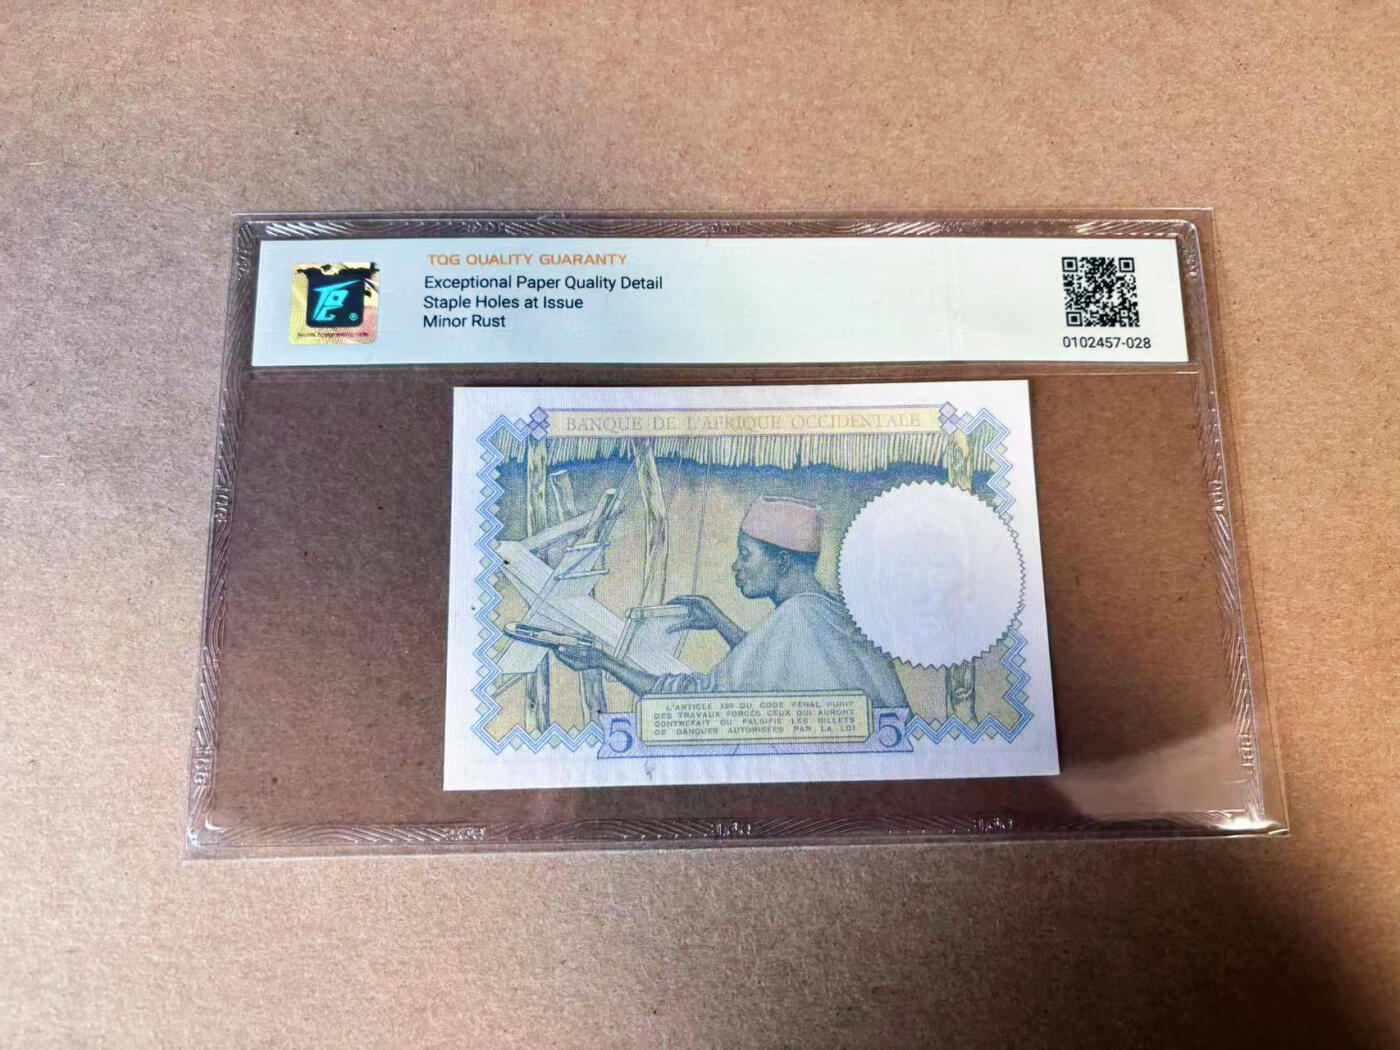 TQG QUALITY GUARANTY
Exceptional Paper Quality Detail
Staple Holes at Issue
Minor Rust
0102457-028
BANQUE DE L'AFRIQUE OCCIDENTALE
L'ARTICLE 139 DU CODE PÉNAL PUNIT
DES TRAVAUX FORCÉS CEUX QUI AURONT
CONTREFAIT OU FALSIFIÉ LES BILLETS
DE BANQUES AUTORISÉES PAR LA LOI
5
5